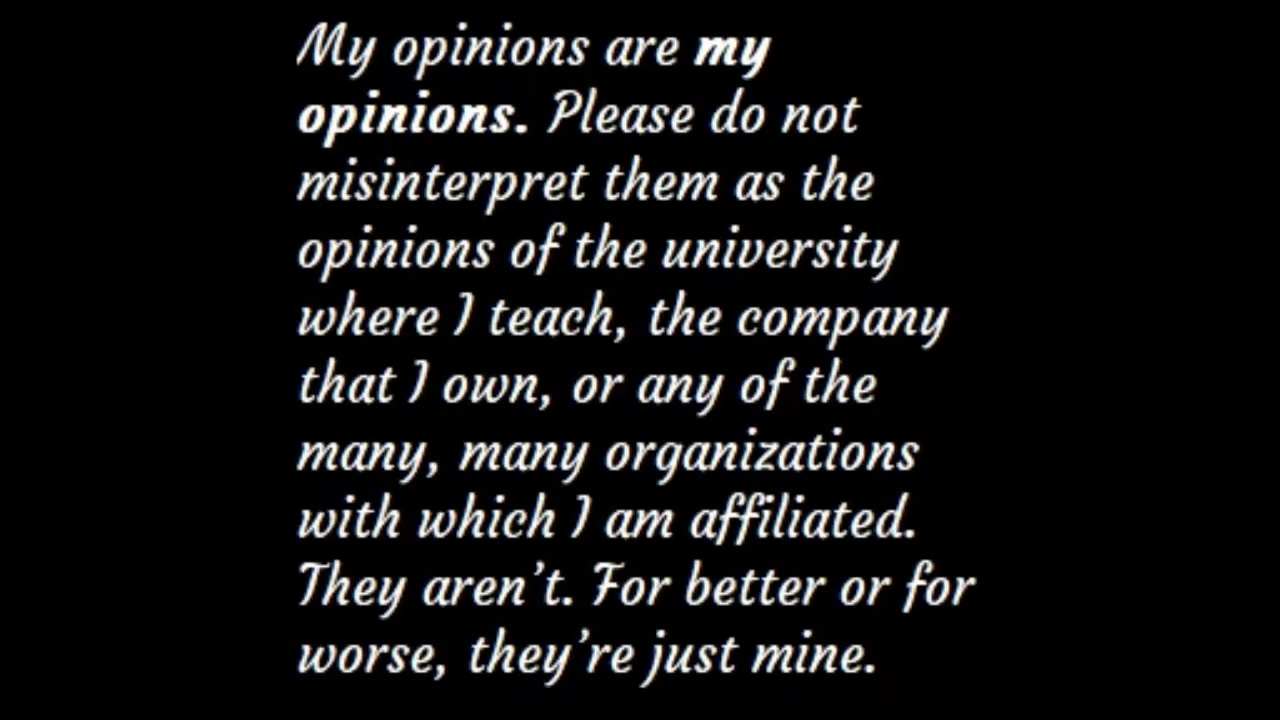 My opinions are my
opinions. Please do not
misinterpret them as the
opinions of the university
where I teach, the company
that I own, or any of the
many, many organizations
with which I am affiliated.
They aren’t. For better or for
worse, they’re just mine.